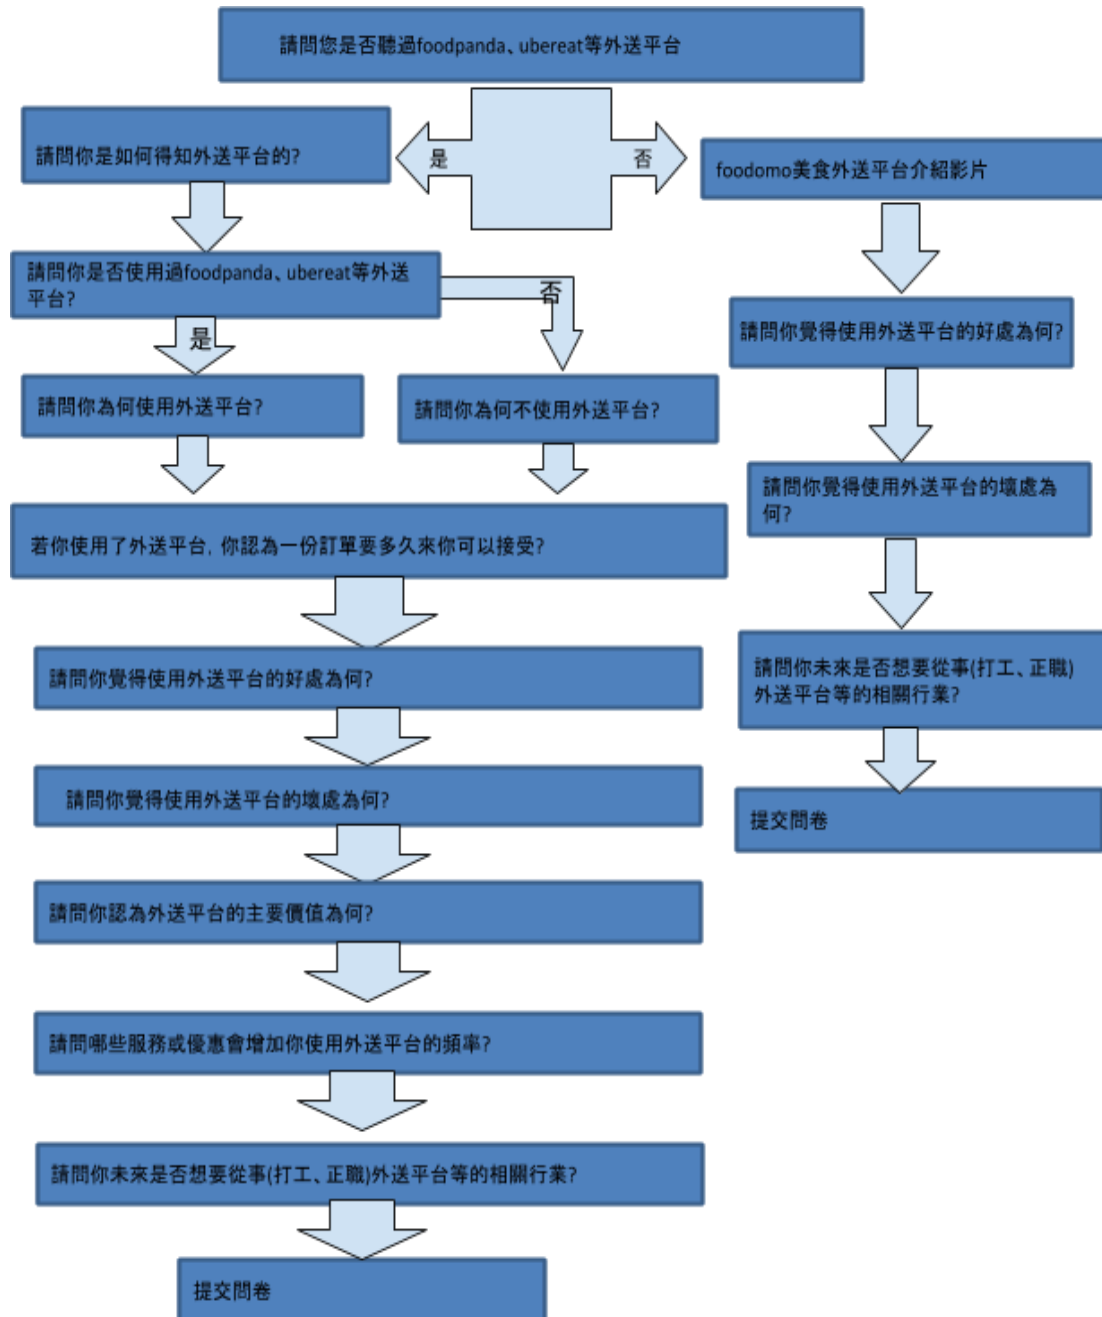 請問您是否聽過foodpanda、ubereat等外送平台
是
否
請問你是如何得知外送平台的?
foodomo美食外送平台介紹影片
請問你是否使用過foodpanda、ubereat等外送
平台?
是
否
請問你為何使用外送平台?
請問你為何不使用外送平台?
若你使用了外送平台, 你認為一份訂單要多久來你可以接受?
請問你覺得使用外送平台的好處為何?
請問你覺得使用外送平台的壞處為何?
請問你認為外送平台的主要價值為何?
請問哪些服務或優惠會增加你使用外送平台的頻率?
請問你未來是否想要從事(打工、正職)外送平台等的相關行業?
提交問卷
請問你覺得使用外送平台的好處為何?
請問你覺得使用外送平台的壞處為
何?
請問你未來是否想要從事(打工、正職)
外送平台等的相關行業?
提交問卷